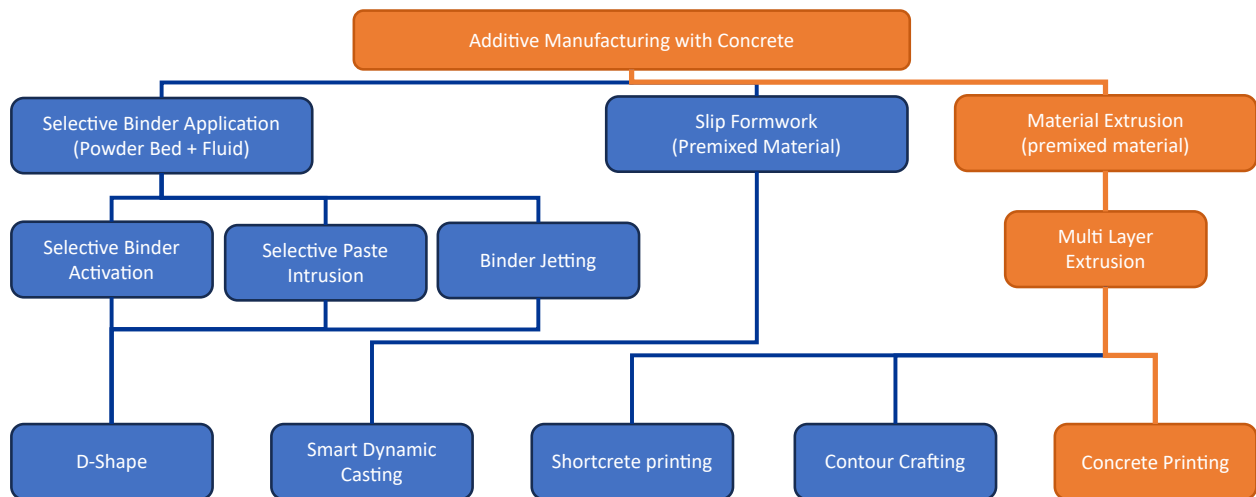 Additive Manufacturing with Concrete
Selective Binder Application
(Powder Bed + Fluid)
Slip Formwork
(Premixed Material)
Material Extrusion
(premixed material)
Selective Binder
Activation
Selective Paste
Intrusion
Binder Jetting
Multi Layer
Extrusion
D-Shape
Smart Dynamic
Casting
Shortcrete printing
Contour Crafting
Concrete Printing